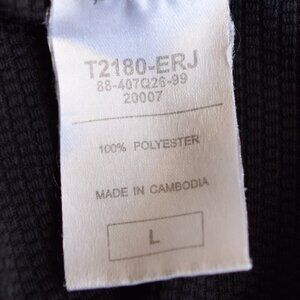 T2180-ERJ
88-407Q26-99
20007
100% POLYESTER
MADE IN CAMBODIA
L